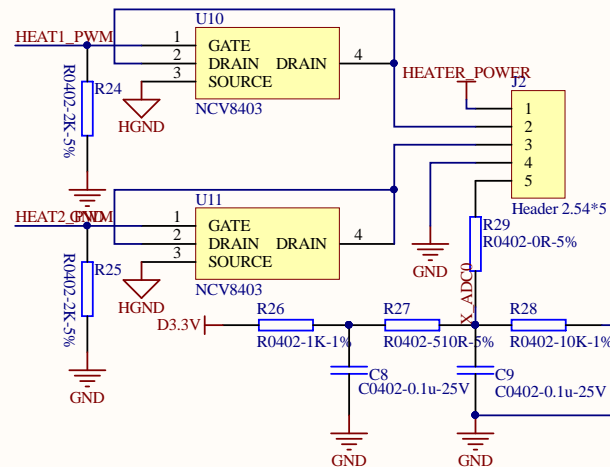 U10
HEAT1_PWM
1 GATE
2 DRAIN DRAIN 4
3 SOURCE
NCV8403
R24
R0402-2K-5%
HGND
GND
HEATER_POWER
J2
1
2
3
4
5
Header 2.54*5
U11
HEAT2_PWM
1 GATE
2 DRAIN DRAIN 4
3 SOURCE
NCV8403
R25
R0402-2K-5%
HGND
GND
GND
R29
R0402-0R-5%
X_ADC0
D3.3V
R26
R0402-1K-1%
R27
R0402-510R-5%
R28
R0402-10K-1%
C8
C0402-0.1u-25V
C9
C0402-0.1u-25V
GND
GND